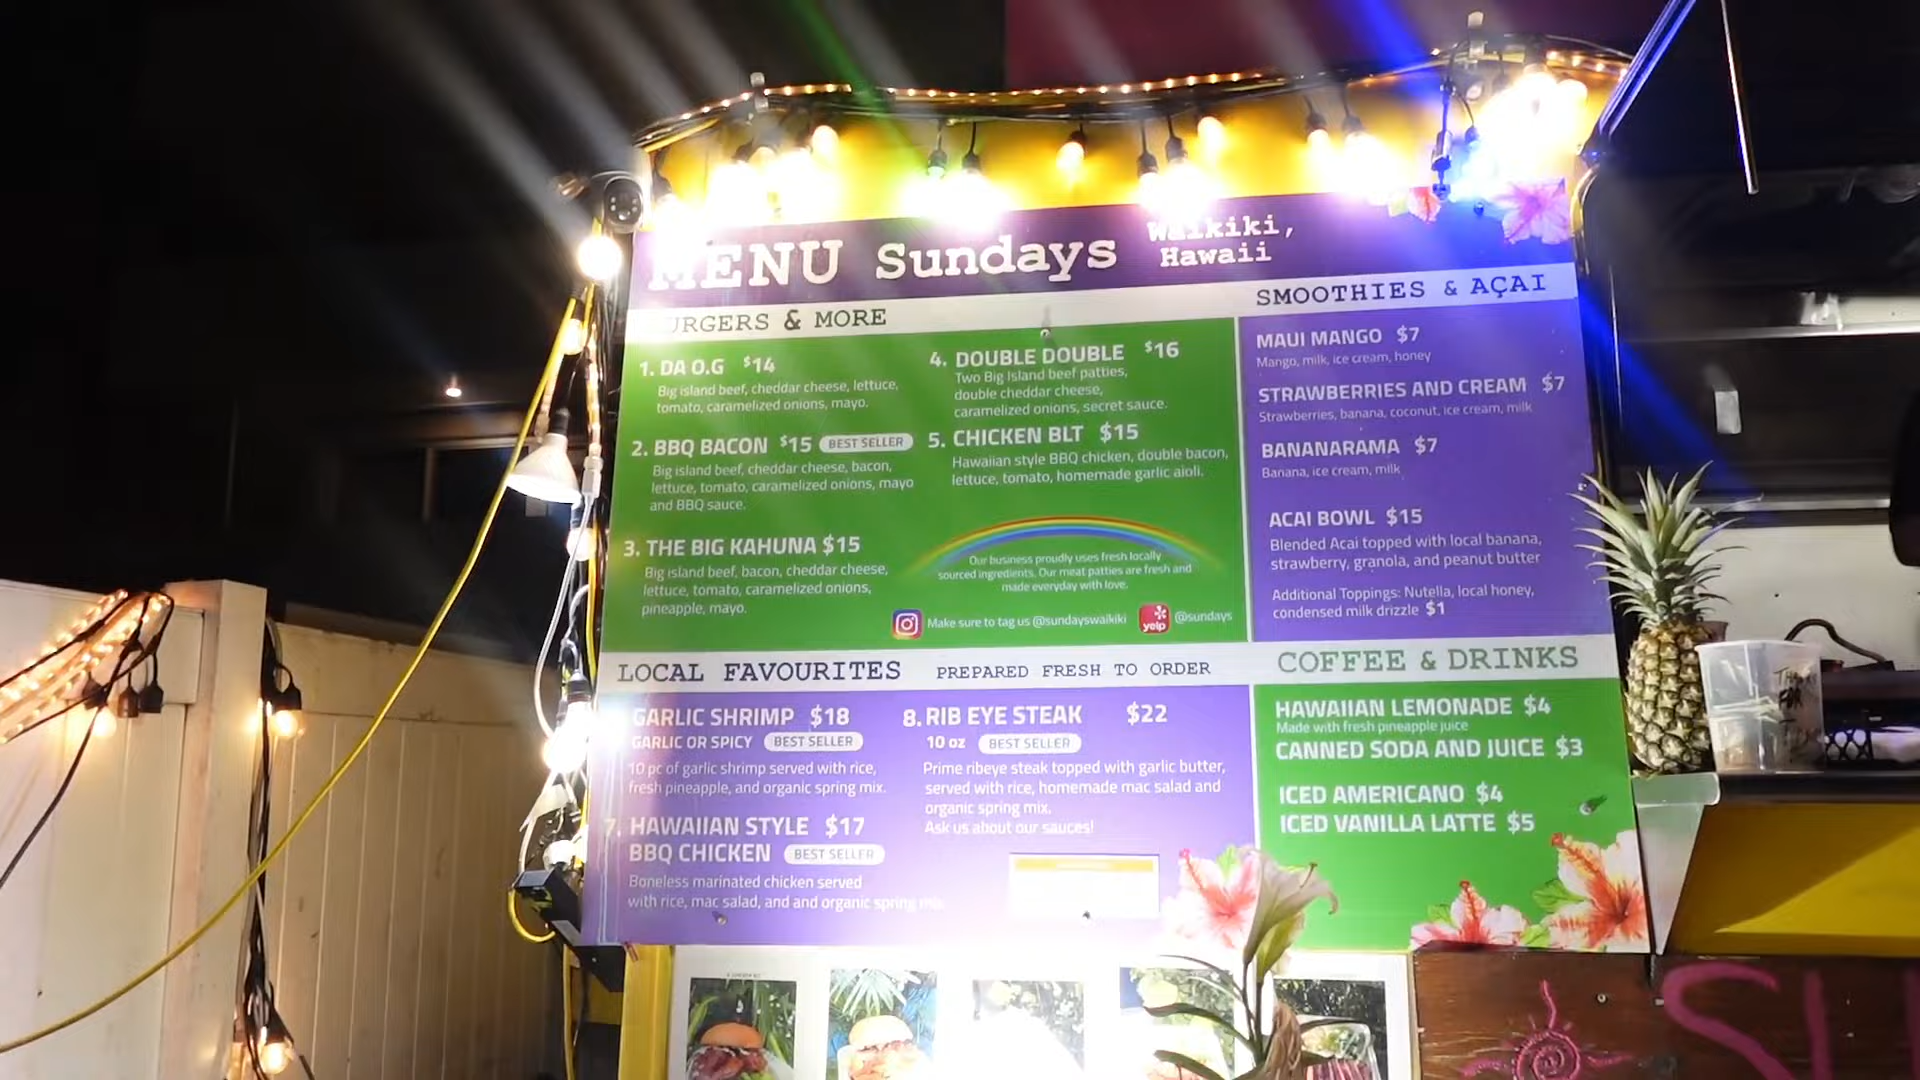 MENU Sundays Waikiki,
Hawaii
BURGERS & MORE
1. DA O.G $14
Big island beef, cheddar cheese, lettuce,
tomato, caramelized onions, mayo.
2. BBQ BACON $15 BEST SELLER
Big island beef, cheddar cheese, bacon,
lettuce, tomato, caramelized onions, mayo
and BBQ sauce.
3. THE BIG KAHUNA $15
Big island beef, bacon, cheddar cheese,
lettuce, tomato, caramelized onions,
pineapple, mayo.
4. DOUBLE DOUBLE $16
Two Big Island beef patties,
double cheddar cheese,
caramelized onions, secret sauce.
5. CHICKEN BLT $15
Hawaiian style BBQ chicken, double bacon,
lettuce, tomato, homemade garlic aioli.
Our business proudly uses fresh locally
sourced ingredients. Our meat patties are fresh and
made everyday with love.
Make sure to tag us @sundayswaikiki
yelp @sundays
SMOOTHIES & AÇAI
MAUI MANGO $7
Mango, milk, ice cream, honey
STRAWBERRIES AND CREAM $7
Strawberries, banana, coconut, ice cream, milk
BANANARAMA $7
Banana, ice cream, milk
ACAI BOWL $15
Blended Acai topped with local banana,
strawberry, granola, and peanut butter
Additional Toppings: Nutella, local honey,
condensed milk drizzle $1
LOCAL FAVOURITES PREPARED FRESH TO ORDER
GARLIC SHRIMP $18
GARLIC OR SPICY BEST SELLER
10 pc of garlic shrimp served with rice,
fresh pineapple, and organic spring mix.
7. HAWAIIAN STYLE $17
BBQ CHICKEN BEST SELLER
Boneless marinated chicken served
with rice, mac salad, and and organic spring mix.
8. RIB EYE STEAK $22
10 oz BEST SELLER
Prime ribeye steak topped with garlic butter,
served with rice, homemade mac salad and
organic spring mix.
Ask us about our sauces!
COFFEE & DRINKS
HAWAIIAN LEMONADE $4
Made with fresh pineapple juice
CANNED SODA AND JUICE $3
ICED AMERICANO $4
ICED VANILLA LATTE $5